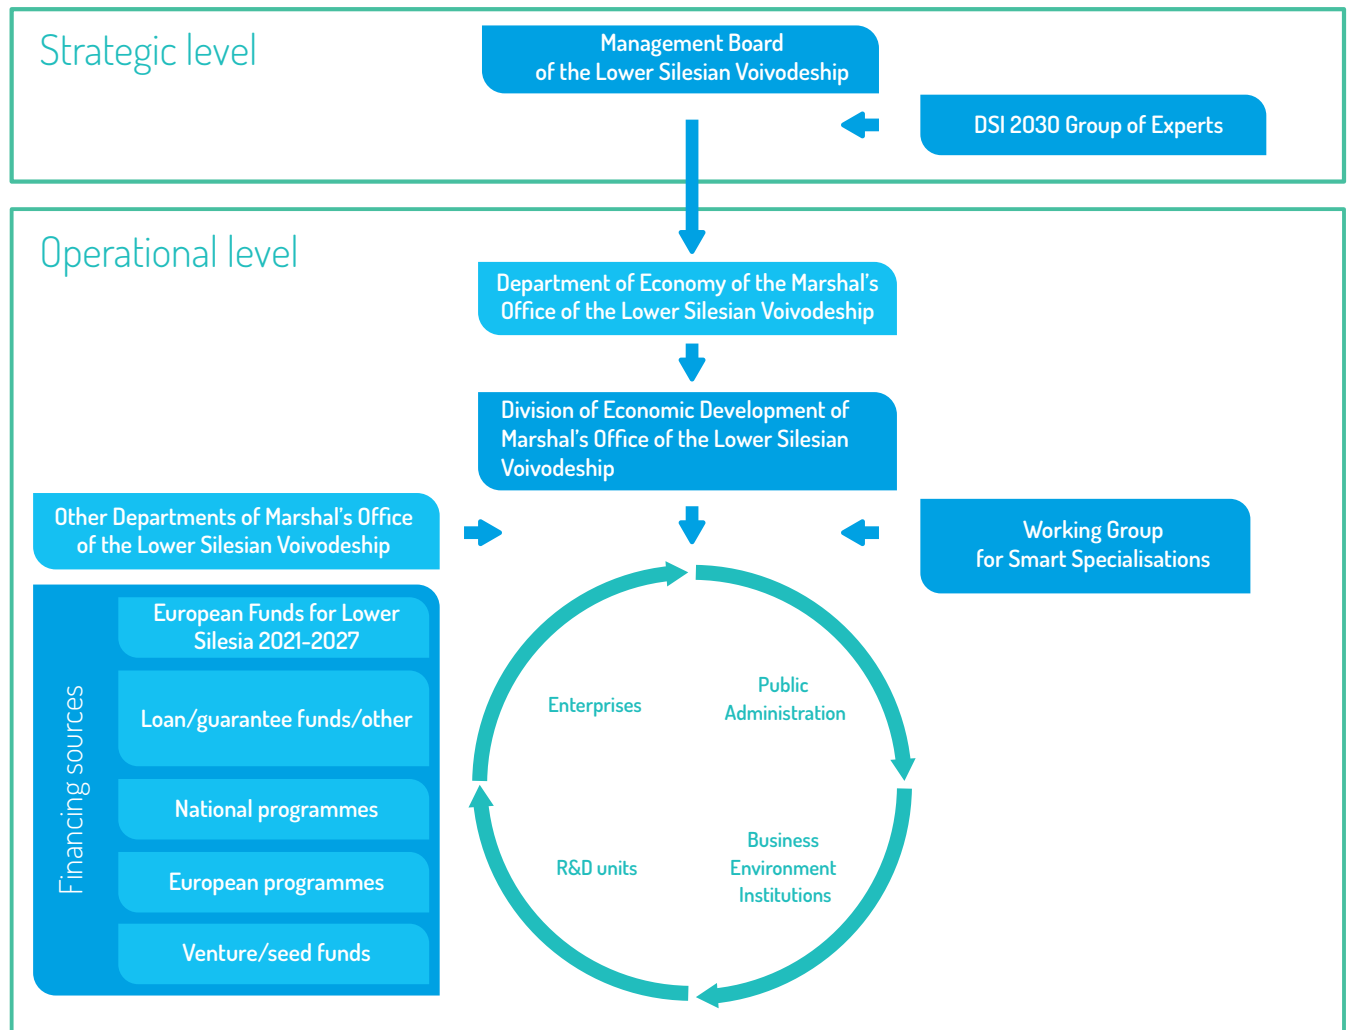 Strategic level
Management Board
of the Lower Silesian Voivodeship
DSI 2030 Group of Experts
Operational level
Department of Economy of the Marshal's
Office of the Lower Silesian Voivodeship
Division of Economic Development of
Marshal's Office of the Lower Silesian
Voivodeship
Other Departments of Marshal's Office
of the Lower Silesian Voivodeship
Working Group
for Smart Specialisations
Financing sources
European Funds for Lower
Silesia 2021-2027
Loan/guarantee funds/other
National programmes
European programmes
Venture/seed funds
Enterprises
Public
Administration
R&D units
Business
Environment
Institutions